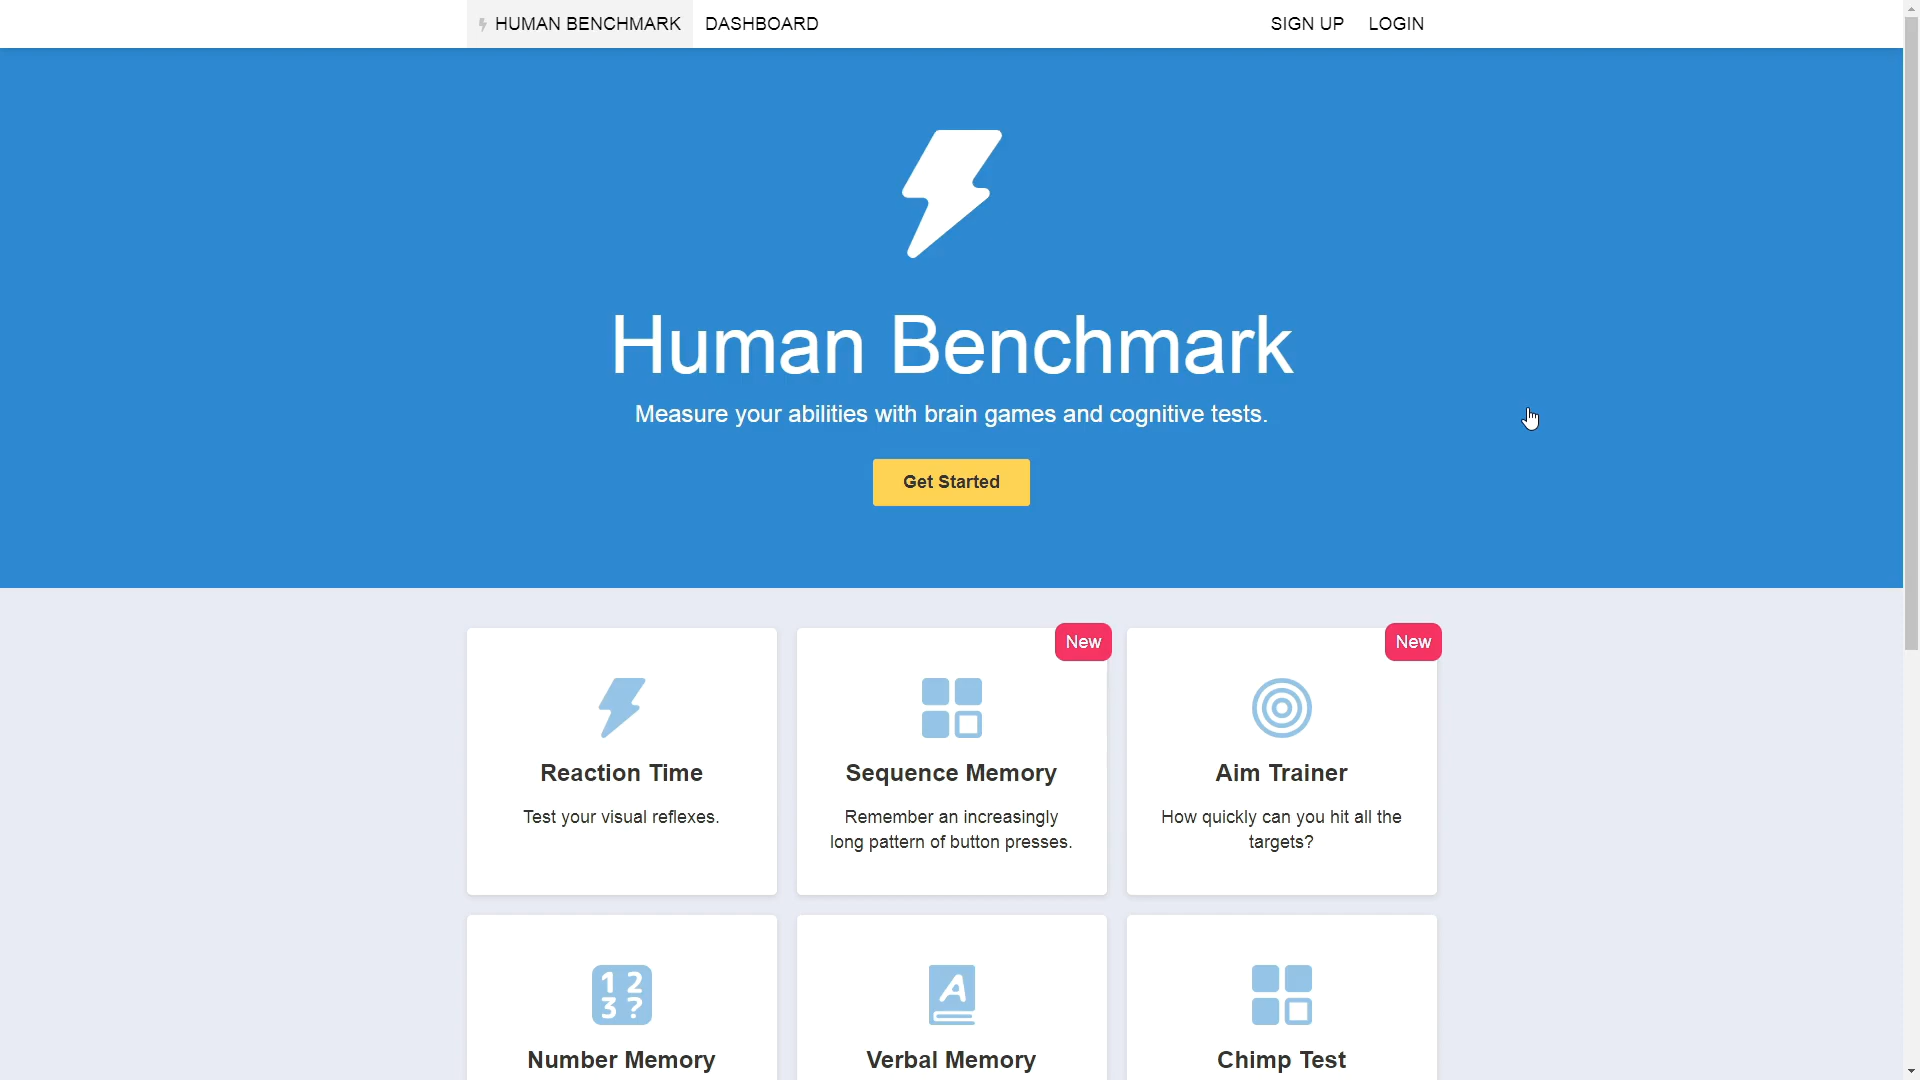 HUMAN BENCHMARK DASHBOARD SIGN UP LOGIN
Human Benchmark
Measure your abilities with brain games and cognitive tests.
Get Started
New
New
Reaction Time
Test your visual reflexes.
Sequence Memory
Remember an increasingly
long pattern of button presses.
Aim Trainer
How quickly can you hit all the
targets?
1 2
3 ?
Number Memory
A
Verbal Memory
Chimp Test